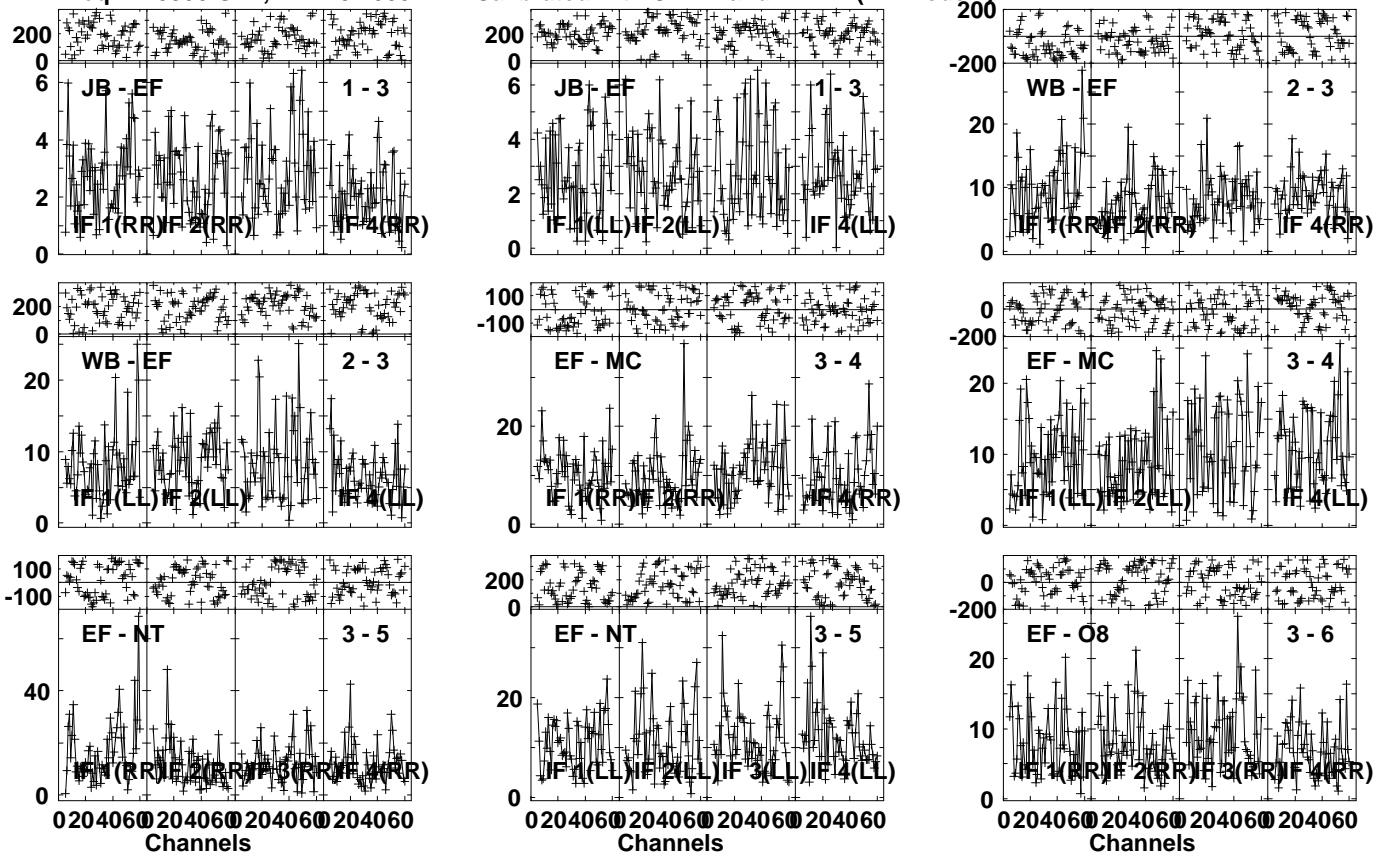 200
0
6
4
2
0
JB - EF
1 - 3
IF 1(RR)
IF 2(RR)
IF 4(RR)
200
0
6
4
2
0
JB - EF
1 - 3
IF 1(LL)
IF 2(LL)
IF 4(LL)
200
-200
20
10
0
WB - EF
2 - 3
IF 1(RR)
IF 2(RR)
IF 4(RR)
200
0
20
10
0
WB - EF
2 - 3
IF 1(LL)
IF 2(LL)
IF 4(LL)
100
-100
20
0
EF - MC
3 - 4
IF 1(RR)
IF 2(RR)
IF 4(RR)
0
-200
20
10
0
EF - MC
3 - 4
IF 1(LL)
IF 2(LL)
IF 4(LL)
100
-100
40
0
EF - NT
3 - 5
IF 1(RR)
IF 2(RR)
IF 3(RR)
IF 4(RR)
0 20 40 60 0 20 40 60
Channels
200
0
20
0
EF - NT
3 - 5
IF 1(LL)
IF 2(LL)
IF 3(LL)
IF 4(LL)
0 20 40 60 0 20 40 60
Channels
0
-200
20
10
0
EF - O8
3 - 6
IF 1(RR)
IF 2(RR)
IF 3(RR)
IF 4(RR)
0 20 40 60 0 20 40 60
Channels